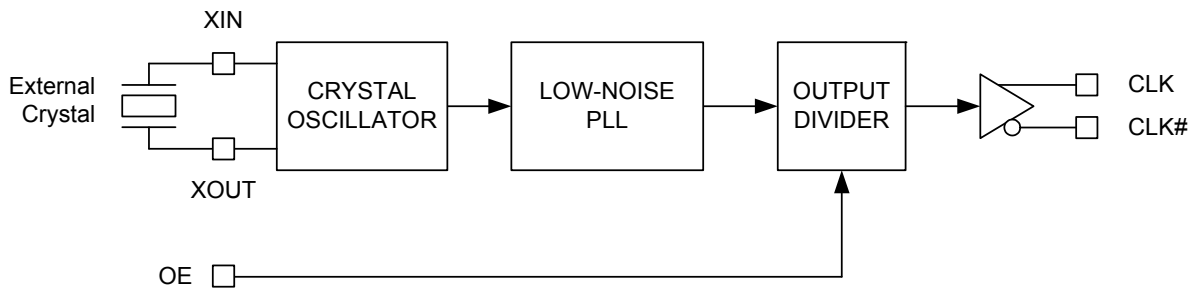 XIN
External
Crystal
XOUT
CRYSTAL
OSCILLATOR
LOW-NOISE
PLL
OUTPUT
DIVIDER
CLK
CLK#
OE